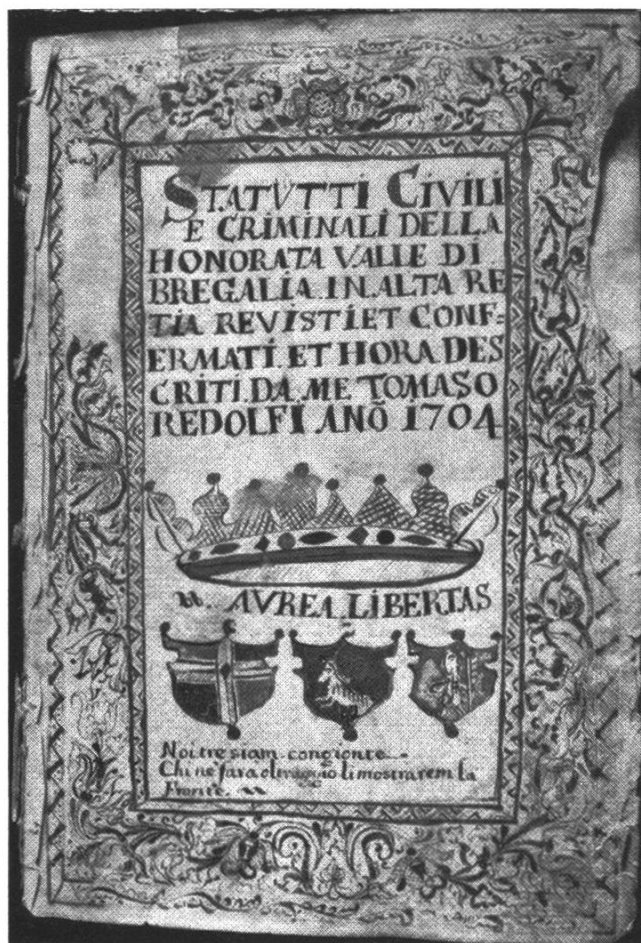 STATVTTI CIVILI
E CRIMINALI DELLA
HONORATA VALLE DI
BREGALIA. IN. ALTA RE
TIA REVISTI ET CONF=
ERMATI. ET HORA DES
CRITI. DA. ME TOMASO
REDOLFI ANÕ 1704
AVREA LIBERTAS
Noi tre siam congionte
Chi ne fara oltraggio li mostrarem la
Fronte